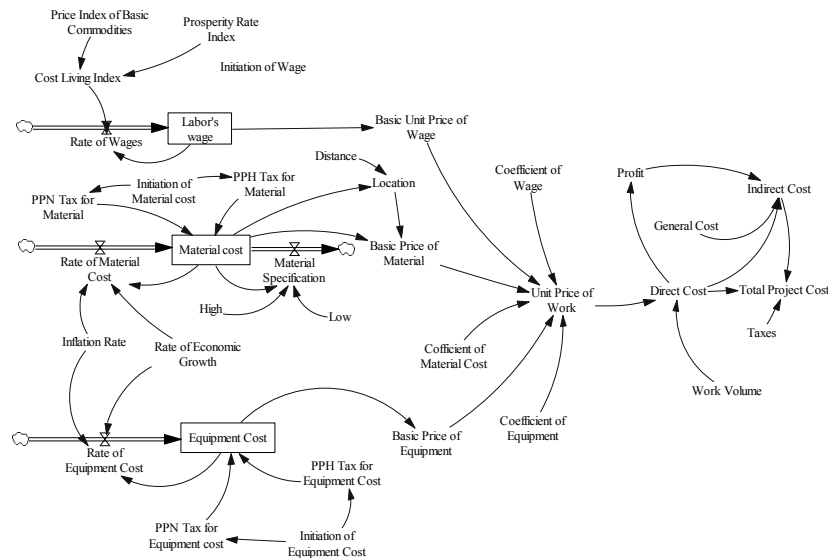 Price Index of Basic
Commodities
Prosperity Rate
Index
Cost Living Index
Initiation of Wage
Labor's
wage
Rate of Wages
Basic Unit Price of
Wage
Distance
Coefficient of
Wage
Profit
Indirect Cost
PPN Tax for
Material
Initiation of
Material cost
PPH Tax for
Material
Location
General Cost
Material cost
Basic Price of
Material
Rate of Material
Cost
Material
Specification
High
Low
Unit Price of
Work
Direct Cost
Total Project Cost
Taxes
Inflation Rate
Rate of Economic
Growth
Cofficient of
Material Cost
Work Volume
Equipment Cost
Basic Price of
Equipment
Coefficient of
Equipment
Rate of
Equipment Cost
PPH Tax for
Equipment Cost
PPN Tax for
Equipment cost
Initiation of
Equipment Cost